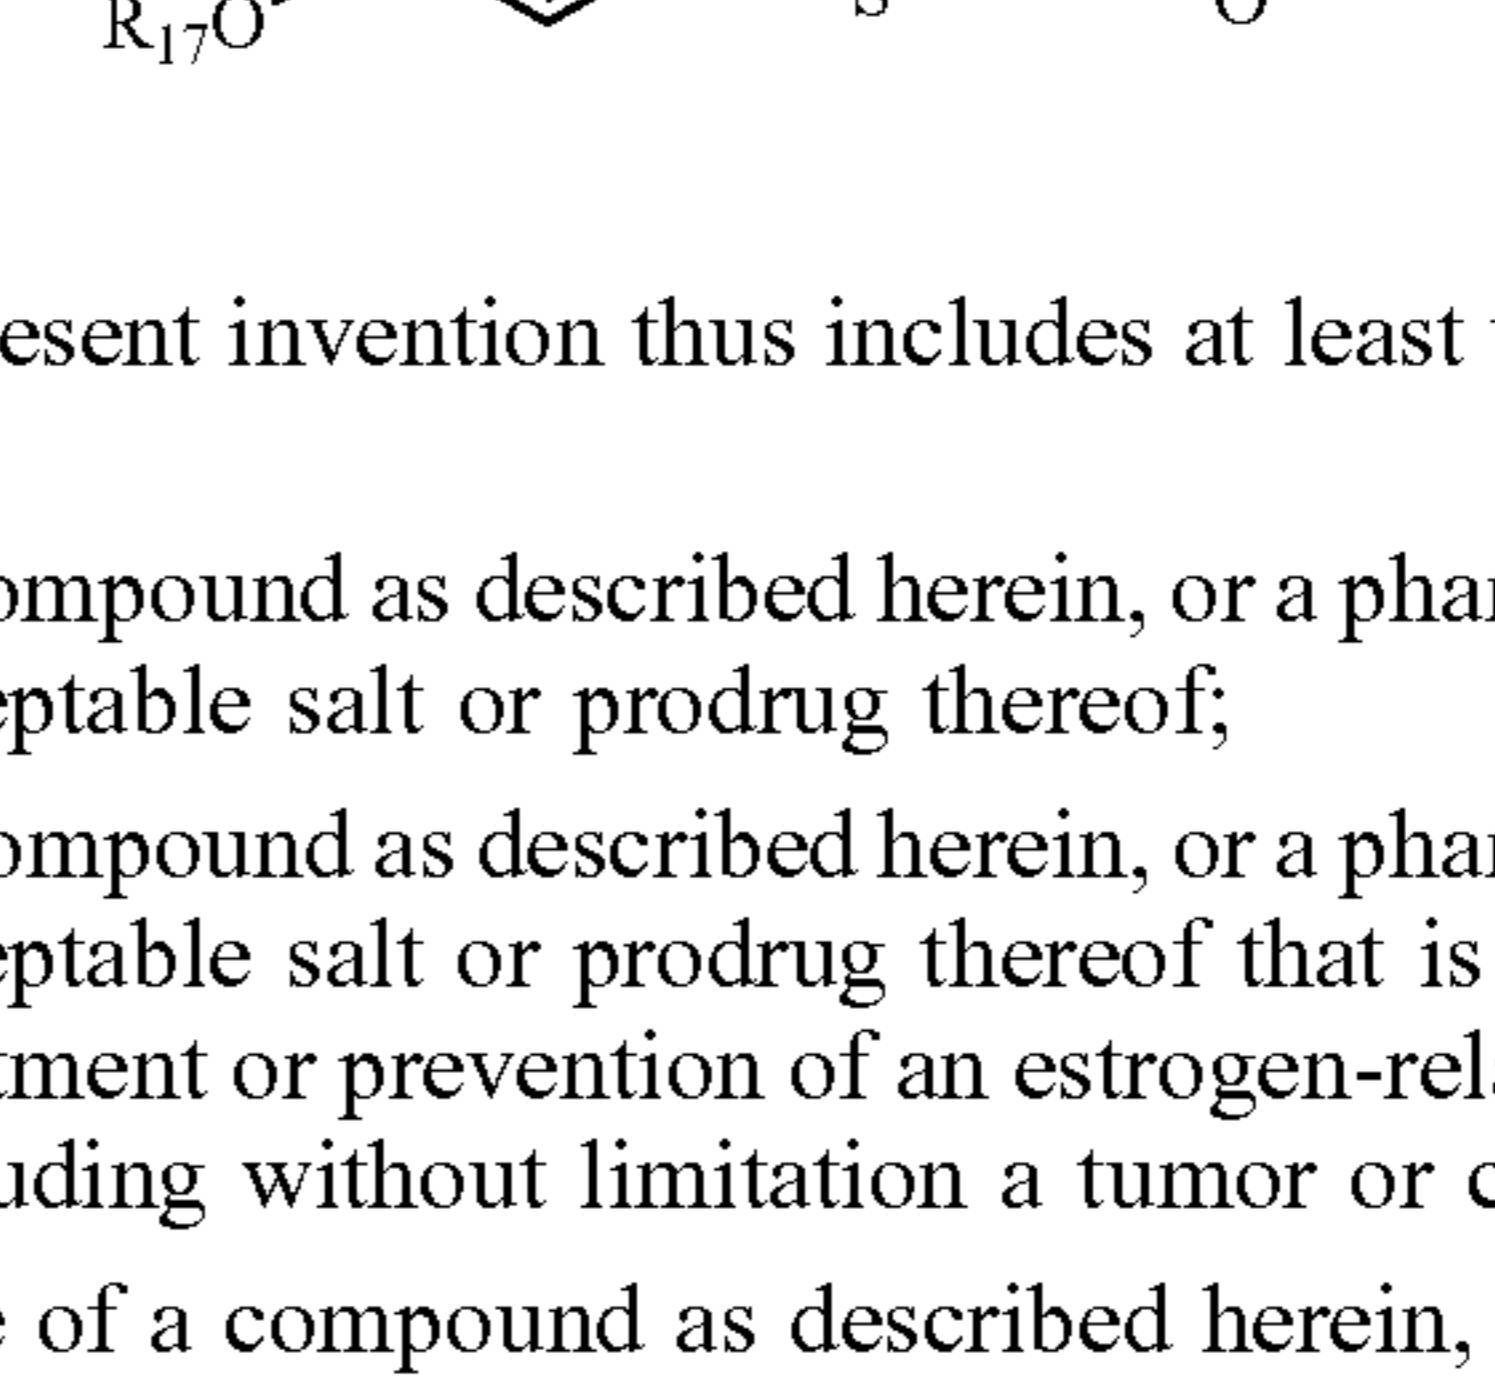 R₁₇O S O
esent invention thus includes at least
ompound as described herein, or a phar
eptable salt or prodrug thereof;
ompound as described herein, or a phar
eptable salt or prodrug thereof that is
tment or prevention of an estrogen-rela
uding without limitation a tumor or c
e of a compound as described herein,